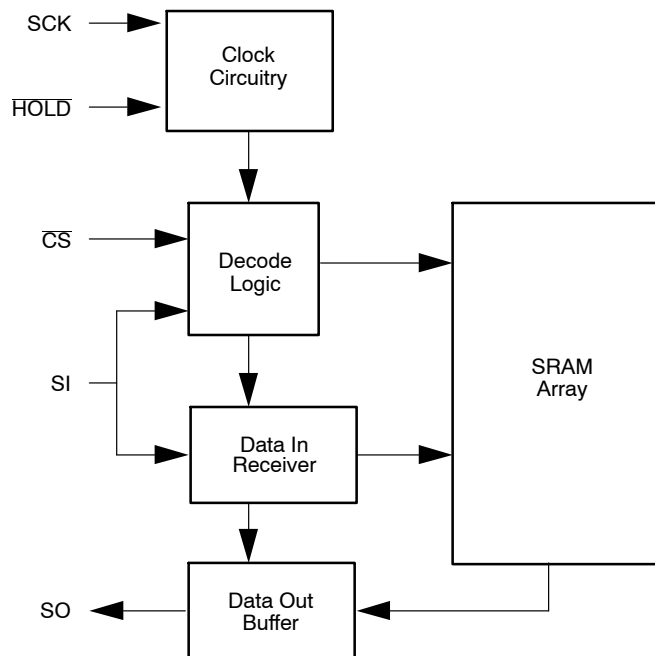 SCK
Clock
Circuitry
HOLD
CS
Decode
Logic
SI
SRAM
Array
Data In
Receiver
SO
Data Out
Buffer